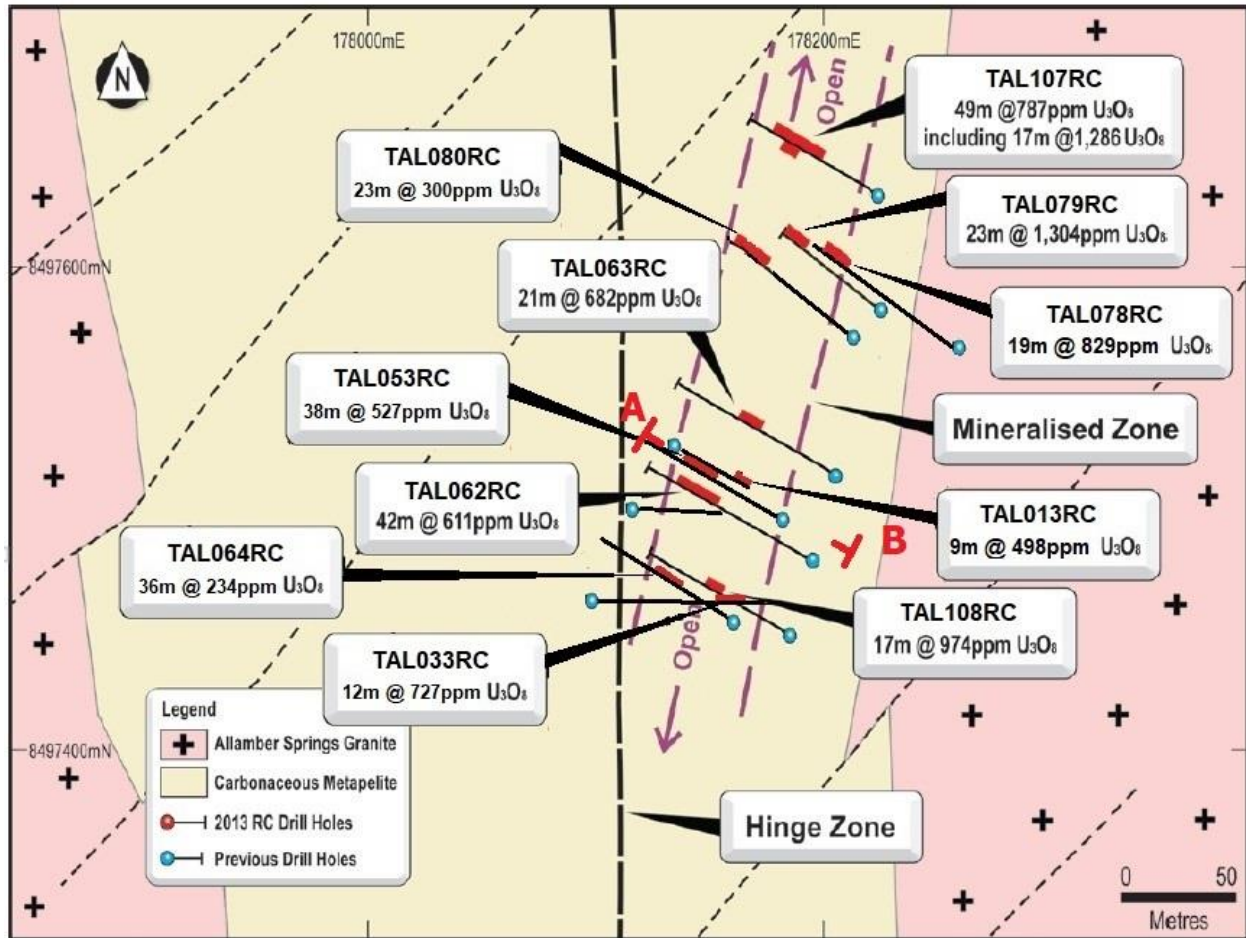 178000mE
178200mE
N
Open
TAL107RC
49m @787ppm U₃O₈
including 17m @1,286 U₃O₈
TAL080RC
23m @ 300ppm U₃O₈
TAL079RC
23m @ 1,304ppm U₃O₈
8497600mN
TAL063RC
21m @ 682ppm U₃O₈
TAL078RC
19m @ 829ppm U₃O₈
TAL053RC
38m @ 527ppm U₃O₈
A
Mineralised Zone
TAL062RC
42m @ 611ppm U₃O₈
TAL013RC
9m @ 498ppm U₃O₈
B
TAL064RC
36m @ 234ppm U₃O₈
TAL108RC
17m @ 974ppm U₃O₈
Open
TAL033RC
12m @ 727ppm U₃O₈
8497400mN
Legend
Allamber Springs Granite
Carbonaceous Metapelite
2013 RC Drill Holes
Previous Drill Holes
Hinge Zone
0 50
Metres